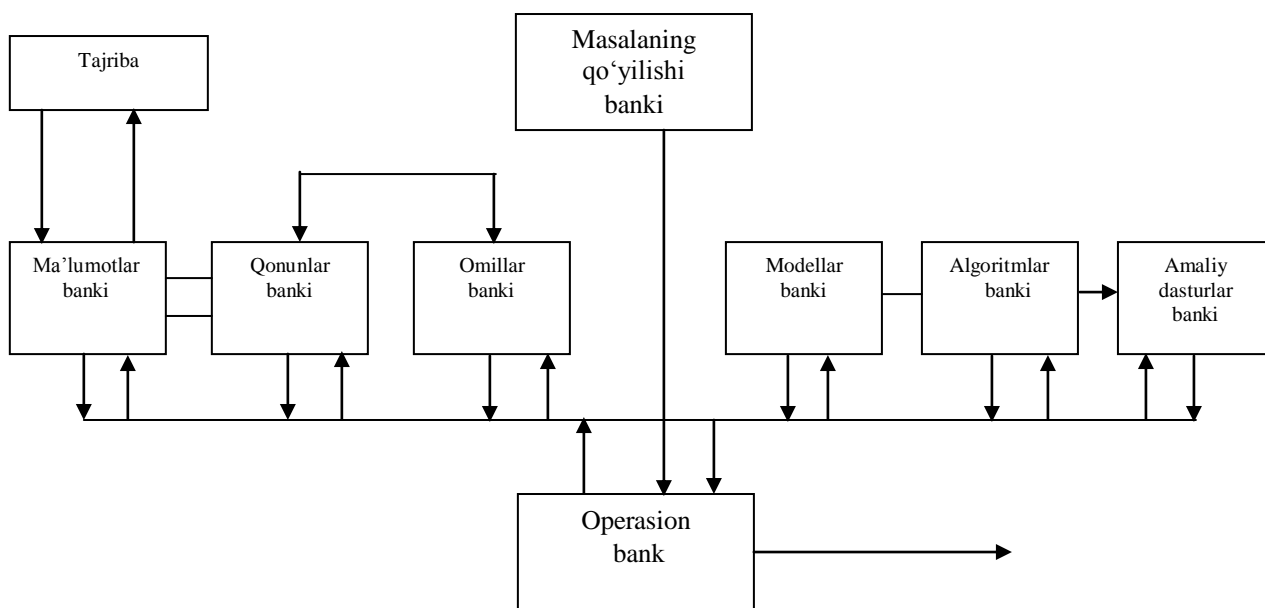 Tajriba
Masalaning
qo‘yilishi
banki
Ma’lumotlar
banki
Qonunlar
banki
Omillar
banki
Modellar
banki
Algoritmlar
banki
Amaliy
dasturlar
banki
Operasion
bank